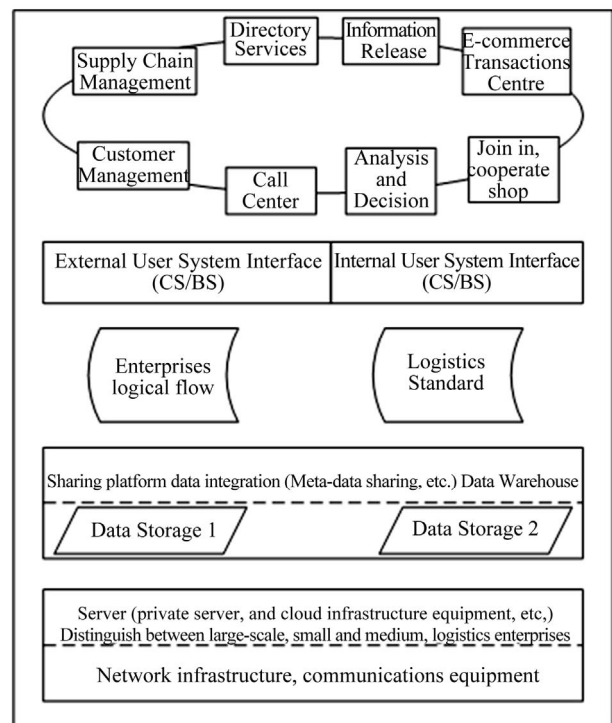 Directory
Services
Information
Release
E-commerce
Transactions
Centre
Supply Chain
Management
Customer
Management
Call
Center
Analysis
and
Decision
Join in,
cooperate
shop
External User System Interface
(CS/BS)
Internal User System Interface
(CS/BS)
Enterprises
logical flow
Logistics
Standard
Sharing platform data integration (Meta-data sharing, etc.) Data Warehouse
Data Storage 1
Data Storage 2
Server (private server, and cloud infrastructure equipment, etc,)
Distinguish between large-scale, small and medium, logistics enterprises
Network infrastructure, communications equipment